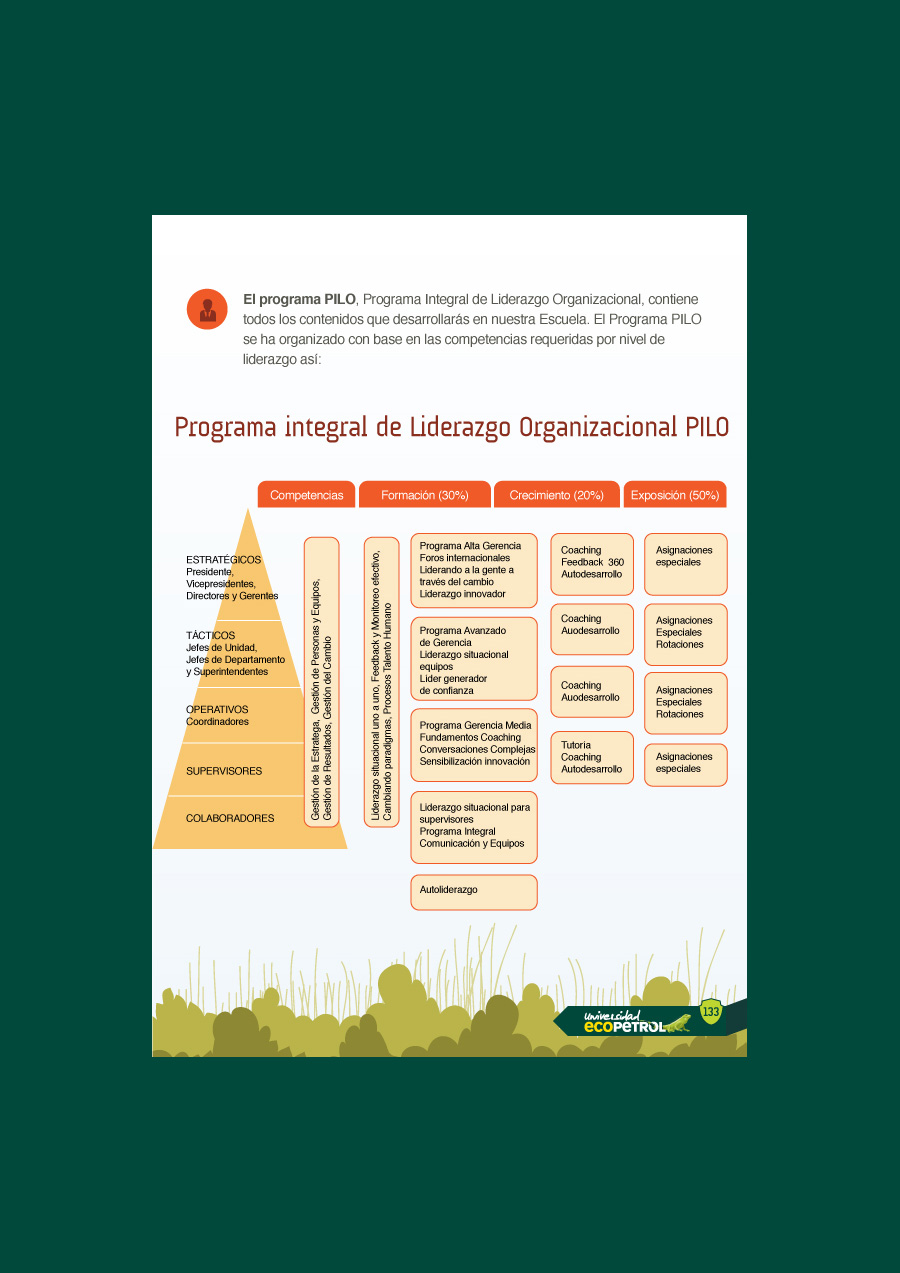 El programa PILO, Programa Integral de Liderazgo Organizacional, contiene
todos los contenidos que desarrollarás en nuestra Escuela. El Programa PILO
se ha organizado con base en las competencias requeridas por nivel de
liderazgo así:
Programa integral de Liderazgo Organizacional PILO
Competencias
Formación (30%)
Crecimiento (20%)
Exposición (50%)
ESTRATÉGICOS
Presidente,
Vicepresidentes,
Directores y Gerentes
TÁCTICOS
Jefes de Unidad,
Jefes de Departamento
y Superintendentes
OPERATIVOS
Coordinadores
SUPERVISORES
COLABORADORES
Gestión de la Estratega, Gestión de Personas y Equipos,
Gestión de Resultados, Gestión del Cambio
Liderazgo situacional uno a uno, Feedback y Monitoreo efectivo,
Cambiando paradigmas, Procesos Talento Humano
Programa Alta Gerencia
Foros internacionales
Liderando a la gente a
través del cambio
Liderazgo innovador
Programa Avanzado
de Gerencia
Liderazgo situacional
equipos
Lider generador
de confianza
Programa Gerencia Media
Fundamentos Coaching
Conversaciones Complejas
Sensibilización innovación
Liderazgo situacional para
supervisores
Programa Integral
Comunicación y Equipos
Autoliderazgo
Coaching
Feedback 360
Autodesarrollo
Coaching
Auodesarrollo
Coaching
Auodesarrollo
Tutoría
Coaching
Autodesarrollo
Asignaciones
especiales
Asignaciones
Especiales
Rotaciones
Asignaciones
Especiales
Rotaciones
Asignaciones
especiales
universidad
ecoPETROL
133